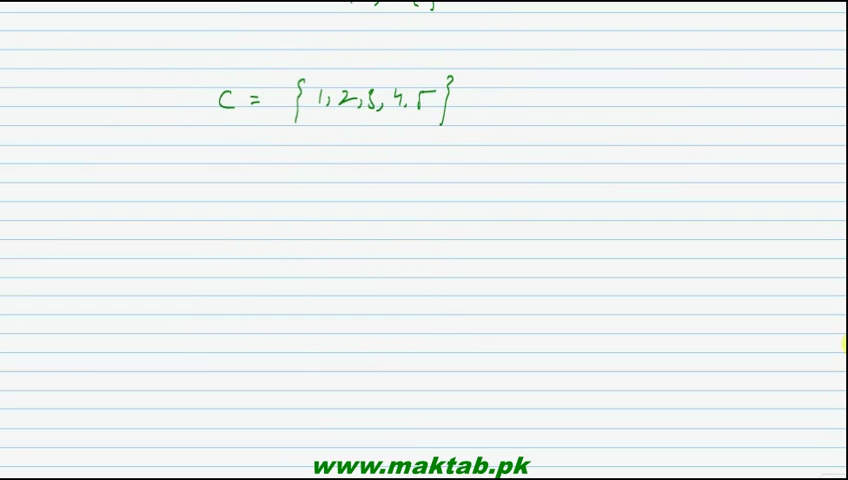 C = { 1, 2, 3, 4, 5 }
www.maktab.pk